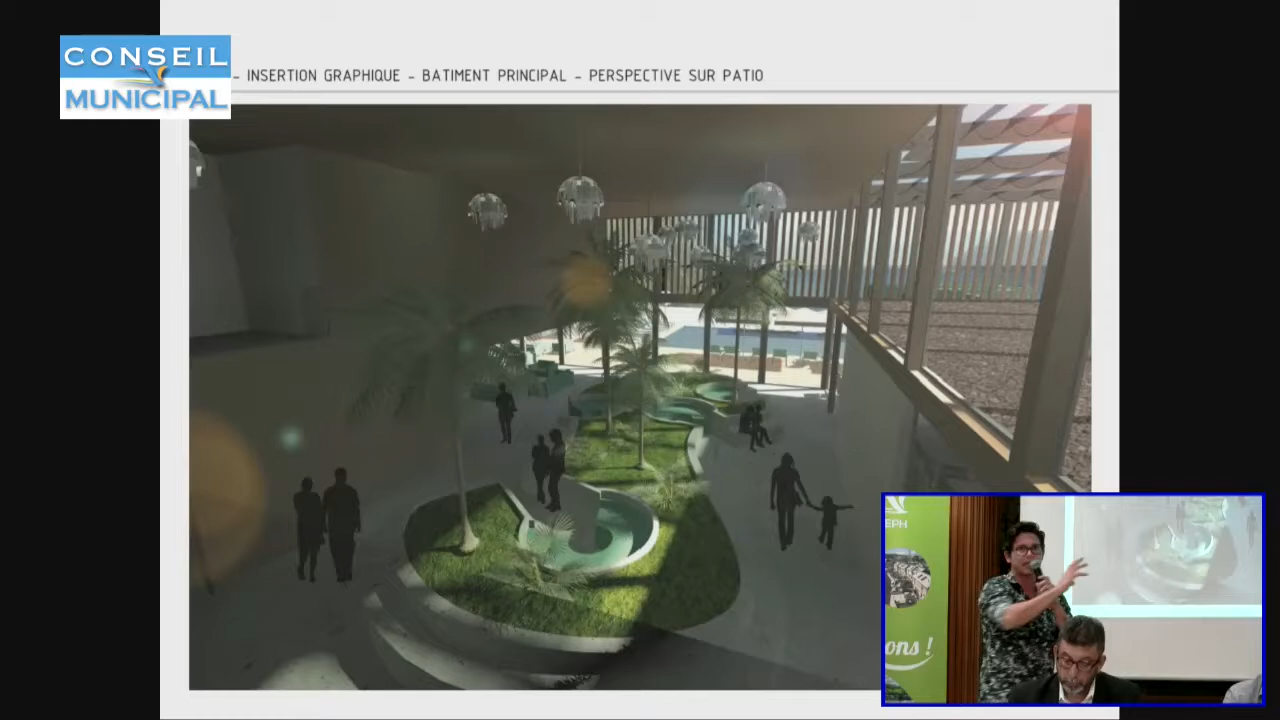 CONSEIL
MUNICIPAL
- INSERTION GRAPHIQUE - BATIMENT PRINCIPAL - PERSPECTIVE SUR PATIO
EPH
ons !